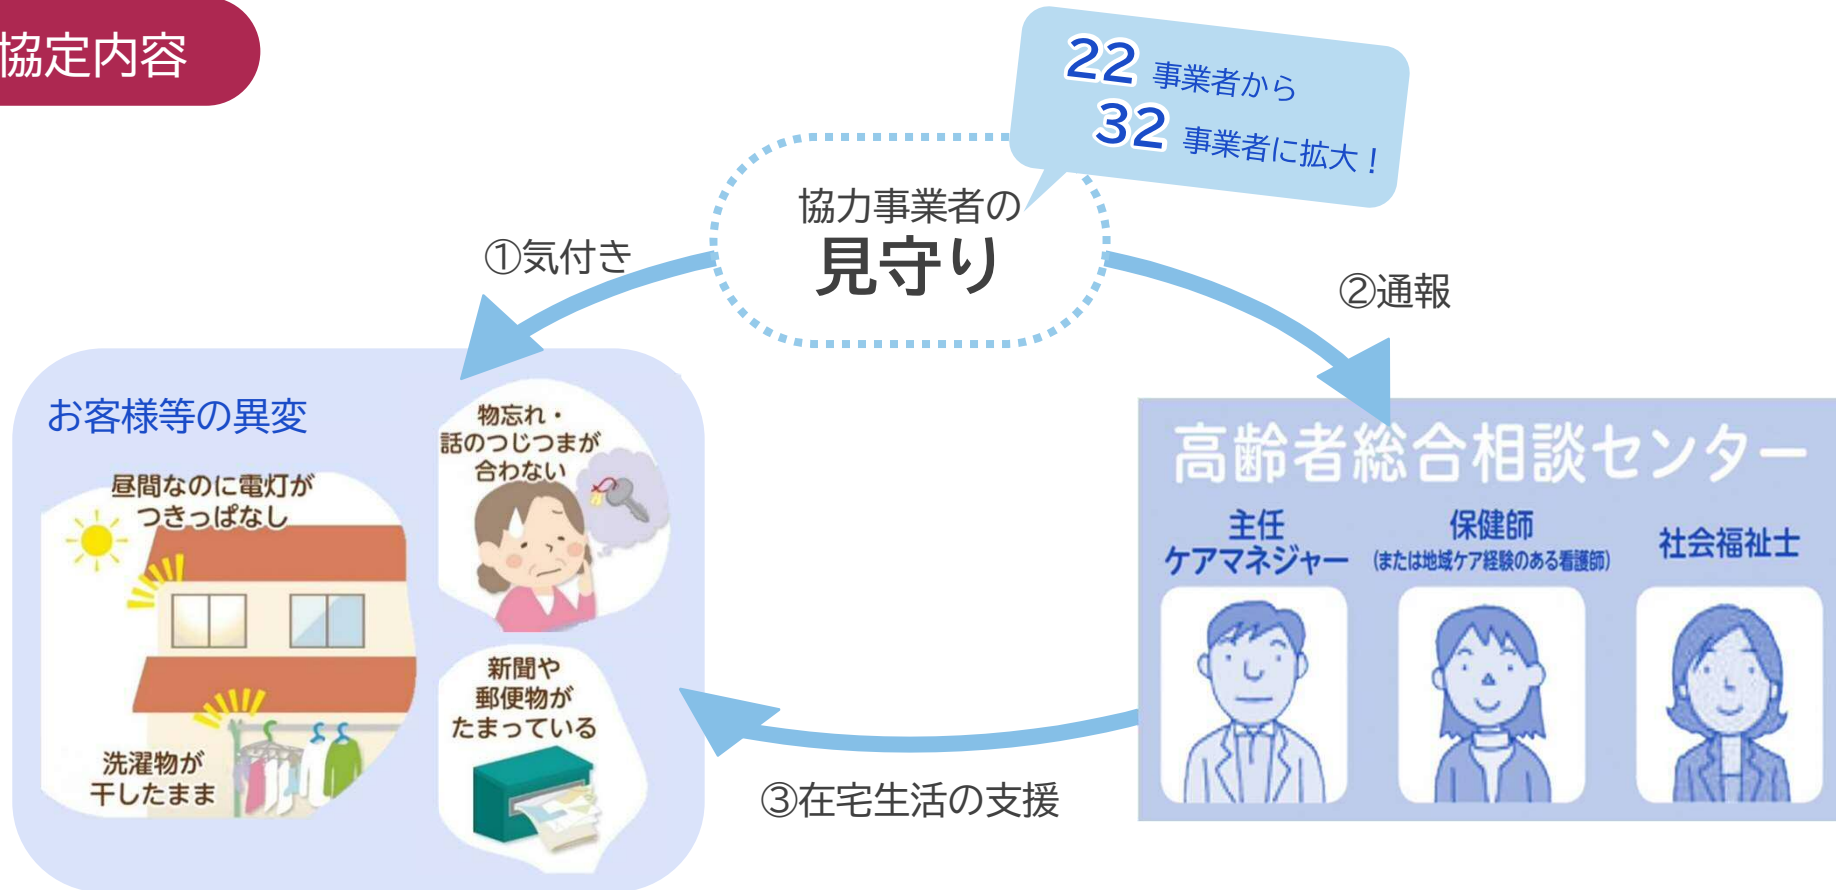 協定内容
22 事業者から
32 事業者に拡大！
協力事業者の
見守り
①気付き
②通報
お客様等の異変
昼間なのに電灯が
つきっぱなし
洗濯物が
干したまま
物忘れ・
話のつじつまが
合わない
新聞や
郵便物が
たまっている
③在宅生活の支援
高齢者総合相談センター
主任
ケアマネジャー
保健師
(または地域ケア経験のある看護師)
社会福祉士